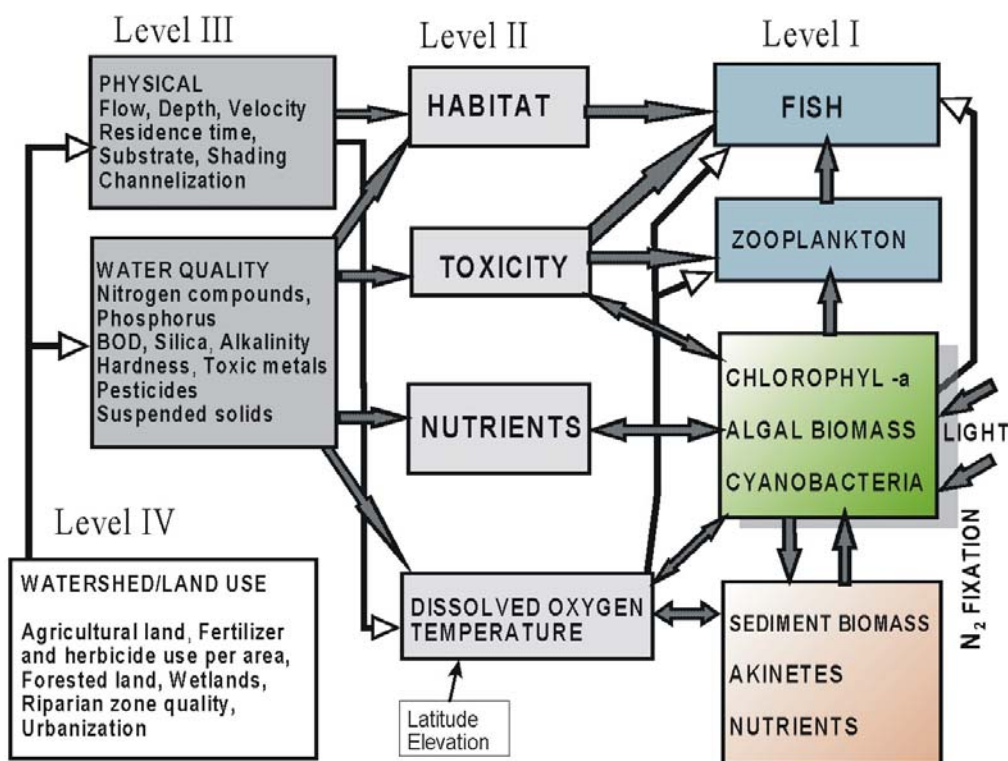 Level III
Level II
Level I
PHYSICAL
Flow, Depth, Velocity
Residence time,
Substrate, Shading
Channelization
HABITAT
FISH
WATER QUALITY
Nitrogen compounds,
Phosphorus
BOD, Silica, Alkalinity
Hardness, Toxic metals
Pesticides
Suspended solids
TOXICITY
ZOOPLANKTON
NUTRIENTS
CHLOROPHYL -a
ALGAL BIOMASS
CYANOBACTERIA
LIGHT
N₂ FIXATION
Level IV
WATERSHED/LAND USE
Agricultural land, Fertilizer
and herbicide use per area,
Forested land, Wetlands,
Riparian zone quality,
Urbanization
DISSOLVED OXYGEN
TEMPERATURE
Latitude
Elevation
SEDIMENT BIOMASS
AKINETES
NUTRIENTS